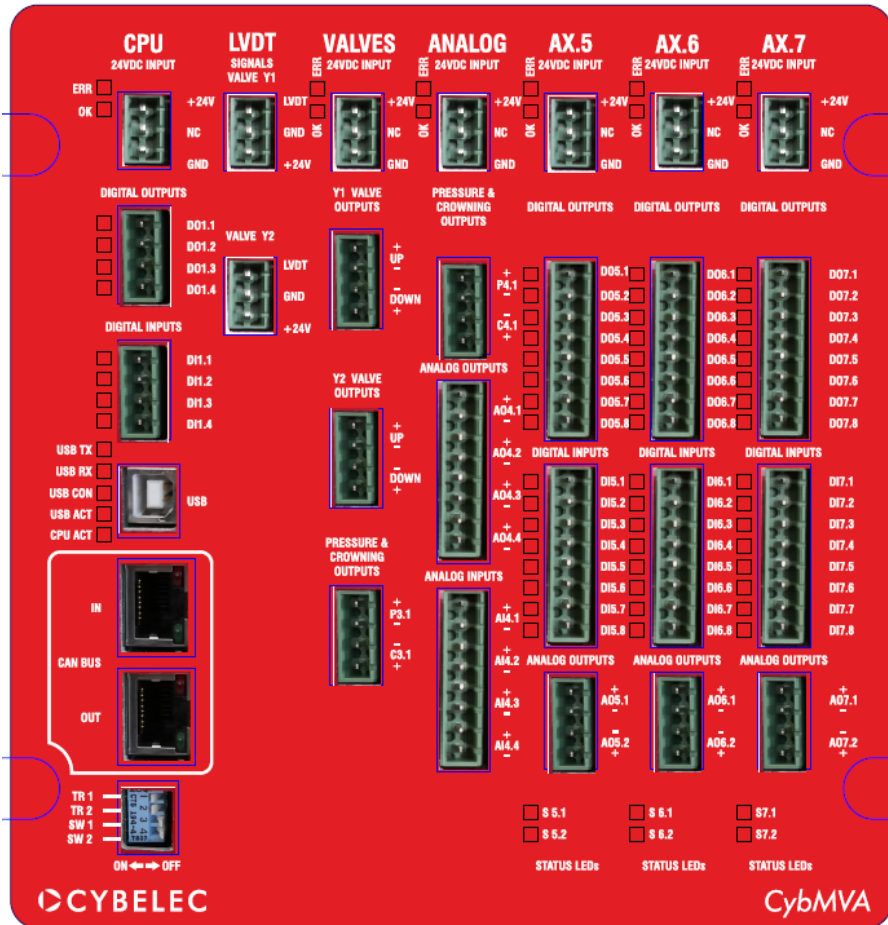 CPU
24VDC INPUT
ERR
OK
+24V
NC
GND
DIGITAL OUTPUTS
DO1.1
DO1.2
DO1.3
DO1.4
DIGITAL INPUTS
DI1.1
DI1.2
DI1.3
DI1.4
USB TX
USB RX
USB CON
USB ACT
CPU ACT
USB
IN
CAN BUS
OUT
TR 1
TR 2
SW 1
SW 2
1
2
3
4
CTS
194-4
ON OFF
LVDT
SIGNALS
VALVE Y1
LVDT
GND
+24V
VALVE Y2
LVDT
GND
+24V
VALVES
24VDC INPUT
ERR
OK
+24V
NC
GND
Y1 VALVE
OUTPUTS
+
UP
-
-
DOWN
+
Y2 VALVE
OUTPUTS
+
UP
-
-
DOWN
+
PRESSURE &
CROWNING
OUTPUTS
+
P3.1
-
-
C3.1
+
ANALOG
24VDC INPUT
ERR
OK
+24V
NC
GND
PRESSURE &
CROWNING
OUTPUTS
+
P4.1
-
-
C4.1
+
ANALOG OUTPUTS
+
AO4.1
-
+
AO4.2
-
+
AO4.3
-
+
AO4.4
-
ANALOG INPUTS
+
AI4.1
-
+
AI4.2
-
+
AI4.3
-
+
AI4.4
-
AX.5
24VDC INPUT
ERR
OK
+24V
NC
GND
DIGITAL OUTPUTS
DO5.1
DO5.2
DO5.3
DO5.4
DO5.5
DO5.6
DO5.7
DO5.8
DIGITAL INPUTS
DI5.1
DI5.2
DI5.3
DI5.4
DI5.5
DI5.6
DI5.7
DI5.8
ANALOG OUTPUTS
+
AO5.1
-
-
AO5.2
+
S 5.1
S 5.2
STATUS LEDs
AX.6
24VDC INPUT
ERR
OK
+24V
NC
GND
DIGITAL OUTPUTS
DO6.1
DO6.2
DO6.3
DO6.4
DO6.5
DO6.6
DO6.7
DO6.8
DIGITAL INPUTS
DI6.1
DI6.2
DI6.3
DI6.4
DI6.5
DI6.6
DI6.7
DI6.8
ANALOG OUTPUTS
+
AO6.1
-
-
AO6.2
+
S 6.1
S 6.2
STATUS LEDs
AX.7
24VDC INPUT
ERR
OK
+24V
NC
GND
DIGITAL OUTPUTS
DO7.1
DO7.2
DO7.3
DO7.4
DO7.5
DO7.6
DO7.7
DO7.8
DIGITAL INPUTS
DI7.1
DI7.2
DI7.3
DI7.4
DI7.5
DI7.6
DI7.7
DI7.8
ANALOG OUTPUTS
+
AO7.1
-
-
AO7.2
+
S7.1
S7.2
STATUS LEDs
CYBELEC
CybMVA